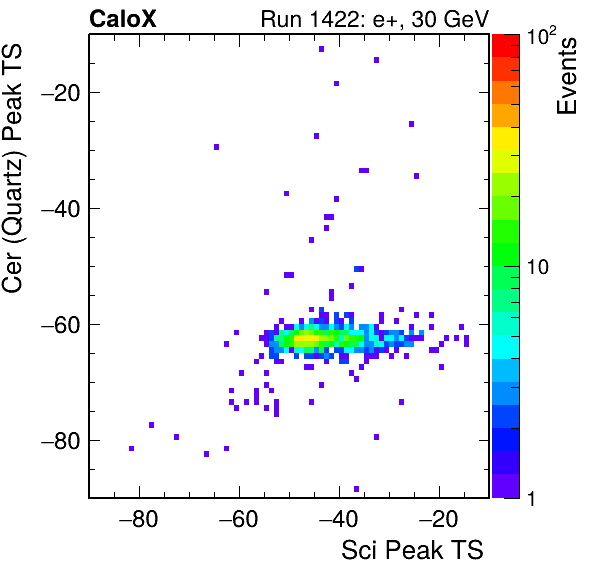 CaloX Run 1422: e+, 30 GeV
Cer (Quartz) Peak TS
−20
−40
−60
−80
−80 −60 −40 −20
Sci Peak TS
10²
10
1
Events